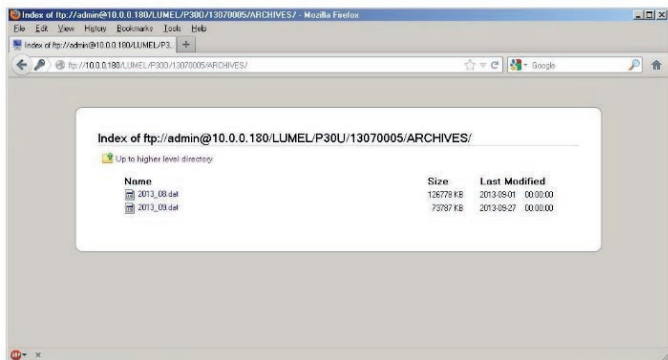 Index of ftp://admin@10.0.0.180/LUMEL/P30U/13070005/ARCHIVES/ - Mozilla Firefox
File Edit View History Bookmarks Tools Help
Index of ftp://admin@10.0.0.180/LUMEL/P3...
ftp://10.0.0.180/LUMEL/P30U/13070005/ARCHIVES/ Google
Index of ftp://admin@10.0.0.180/LUMEL/P30U/13070005/ARCHIVES/
Up to higher level directory
Name Size Last Modified
2013_08.dat 126778 KB 2013-09-01 00:00:00
2013_09.dat 73787 KB 2013-09-27 00:00:00